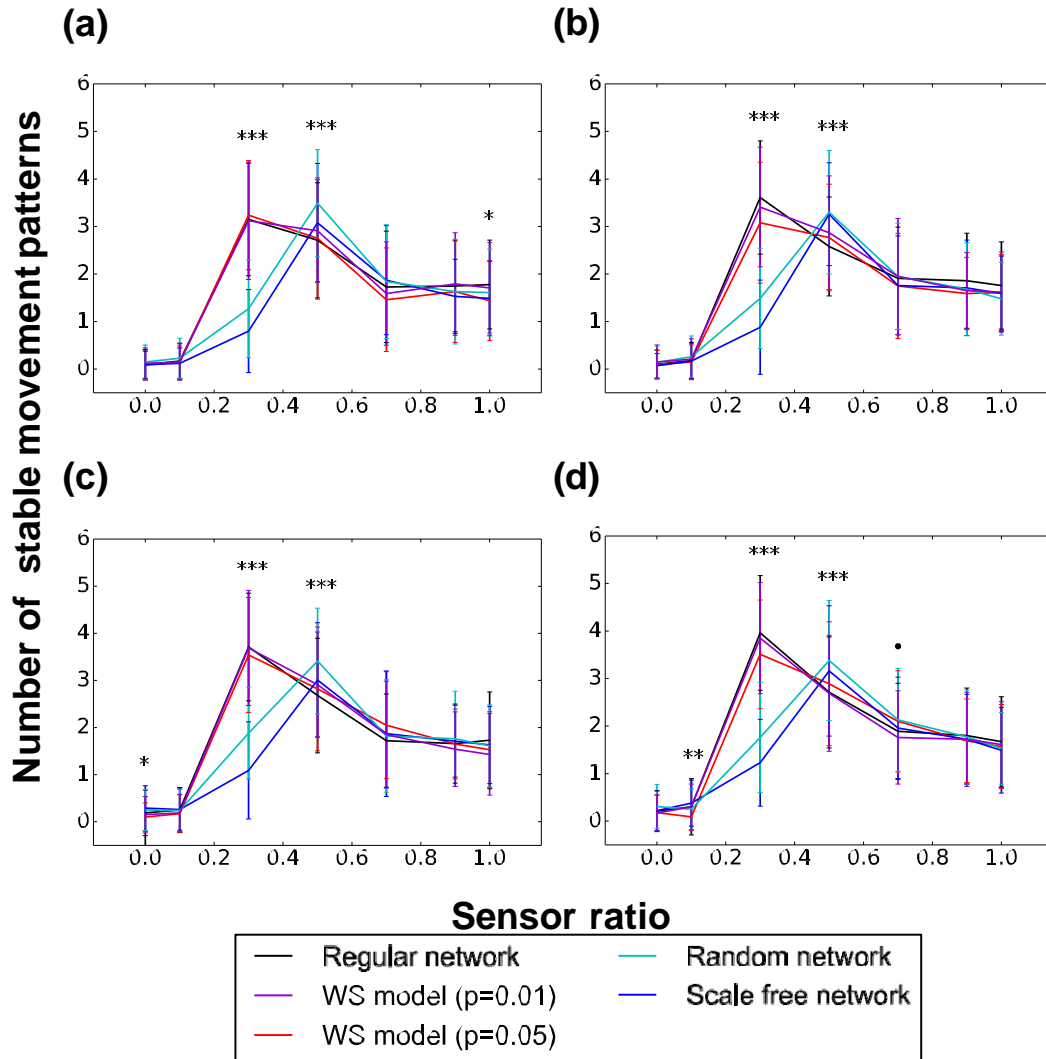 (a)
(b)
6
5
4
3
2
1
0
*** *** *
0.0 0.2 0.4 0.6 0.8 1.0
6
5
4
3
2
1
0
*** ***
0.0 0.2 0.4 0.6 0.8 1.0
(c)
(d)
6
5
4
3
2
1
0
* *** ***
0.0 0.2 0.4 0.6 0.8 1.0
6
5
4
3
2
1
0
** *** *** •
0.0 0.2 0.4 0.6 0.8 1.0
Number of stable movement patterns
Sensor ratio
Regular network
WS model (p=0.01)
WS model (p=0.05)
Random network
Scale free network